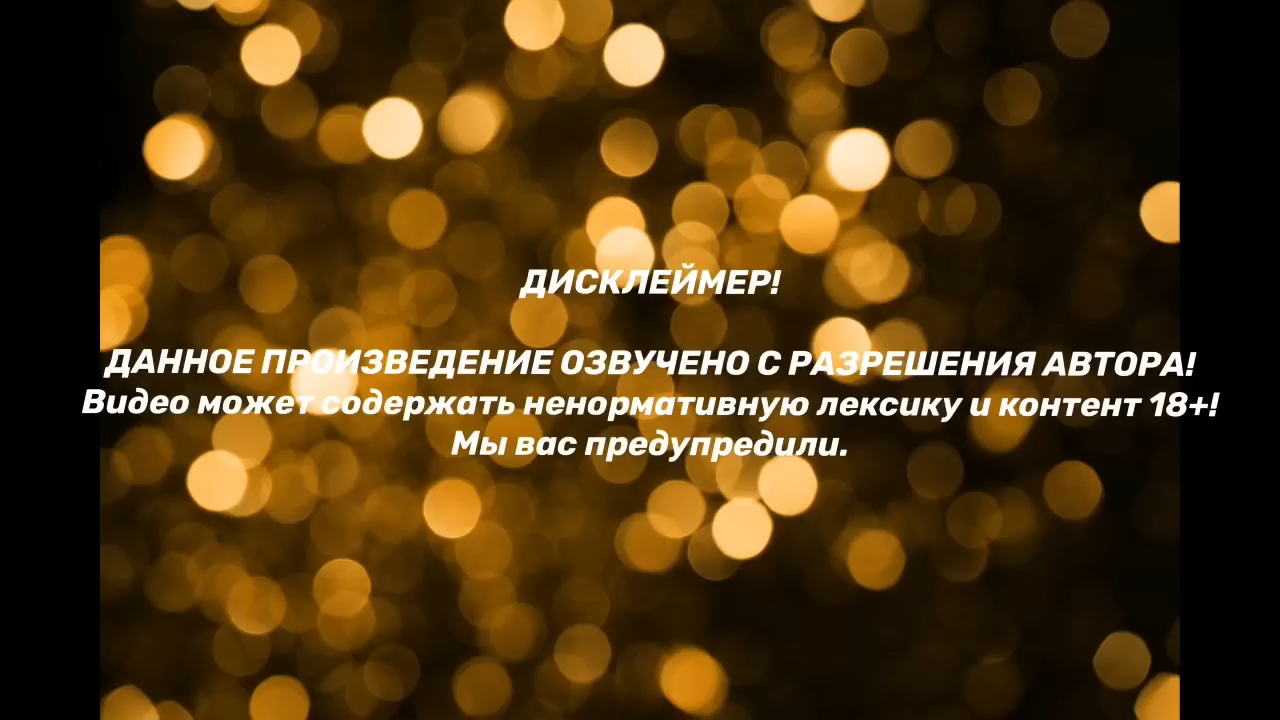 ДИСКЛЕЙМЕР!
ДАННОЕ ПРОИЗВЕДЕНИЕ ОЗВУЧЕНО С РАЗРЕШЕНИЯ АВТОРА!
Видео может содержать ненормативную лексику и контент 18+!
Мы вас предупредили.